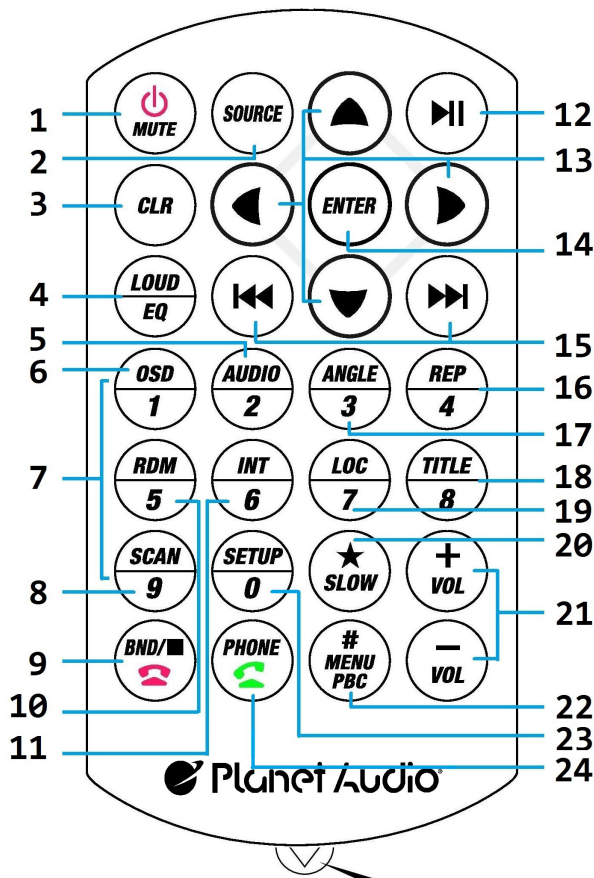 1
MUTE
SOURCE
12
2
13
3
CLR
ENTER
14
4
LOUD
EQ
5
15
6
OSD
1
AUDIO
2
ANGLE
3
REP
4
16
17
7
RDM
5
INT
6
LOC
7
TITLE
8
18
19
20
8
SCAN
9
SETUP
0
★
SLOW
+
VOL
21
9
BND/■
PHONE
#
MENU
PBC
−
VOL
10
11
22
23
24
Planet Audio